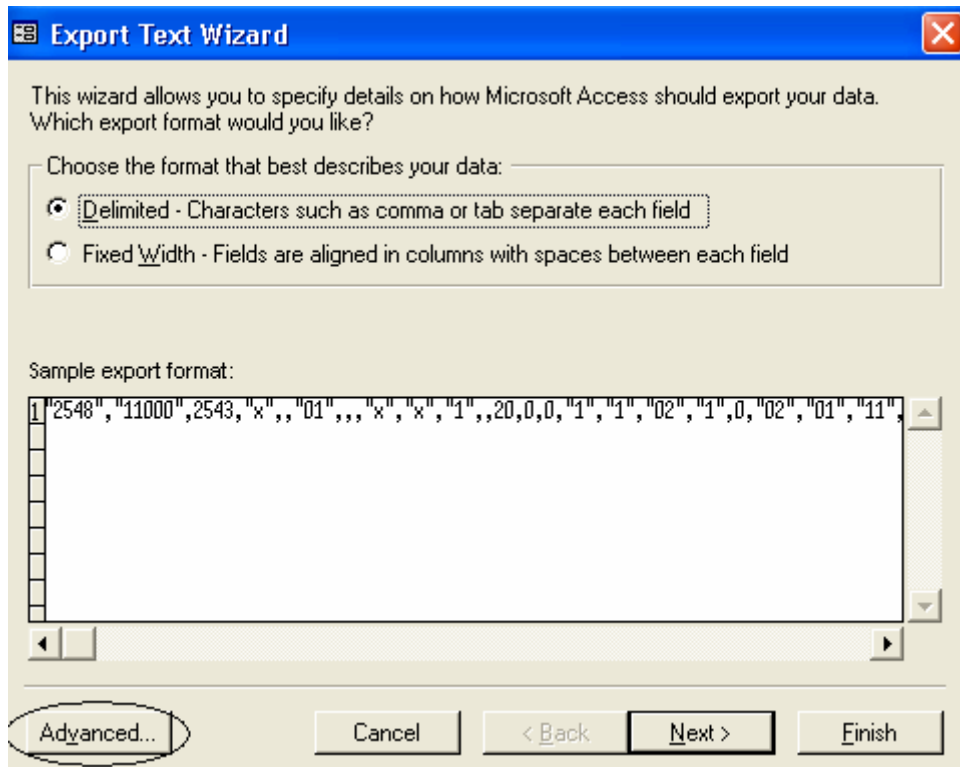 Export Text Wizard
This wizard allows you to specify details on how Microsoft Access should export your data.
Which export format would you like?
Choose the format that best describes your data:
Delimited - Characters such as comma or tab separate each field
Fixed Width - Fields are aligned in columns with spaces between each field
Sample export format:
1 "2548","11000",2543,"x",,"01",,,"x","x","1",,20,0,0,"1","1","02","1",0,"02","01","11",
Advanced... Cancel < Back Next > Finish